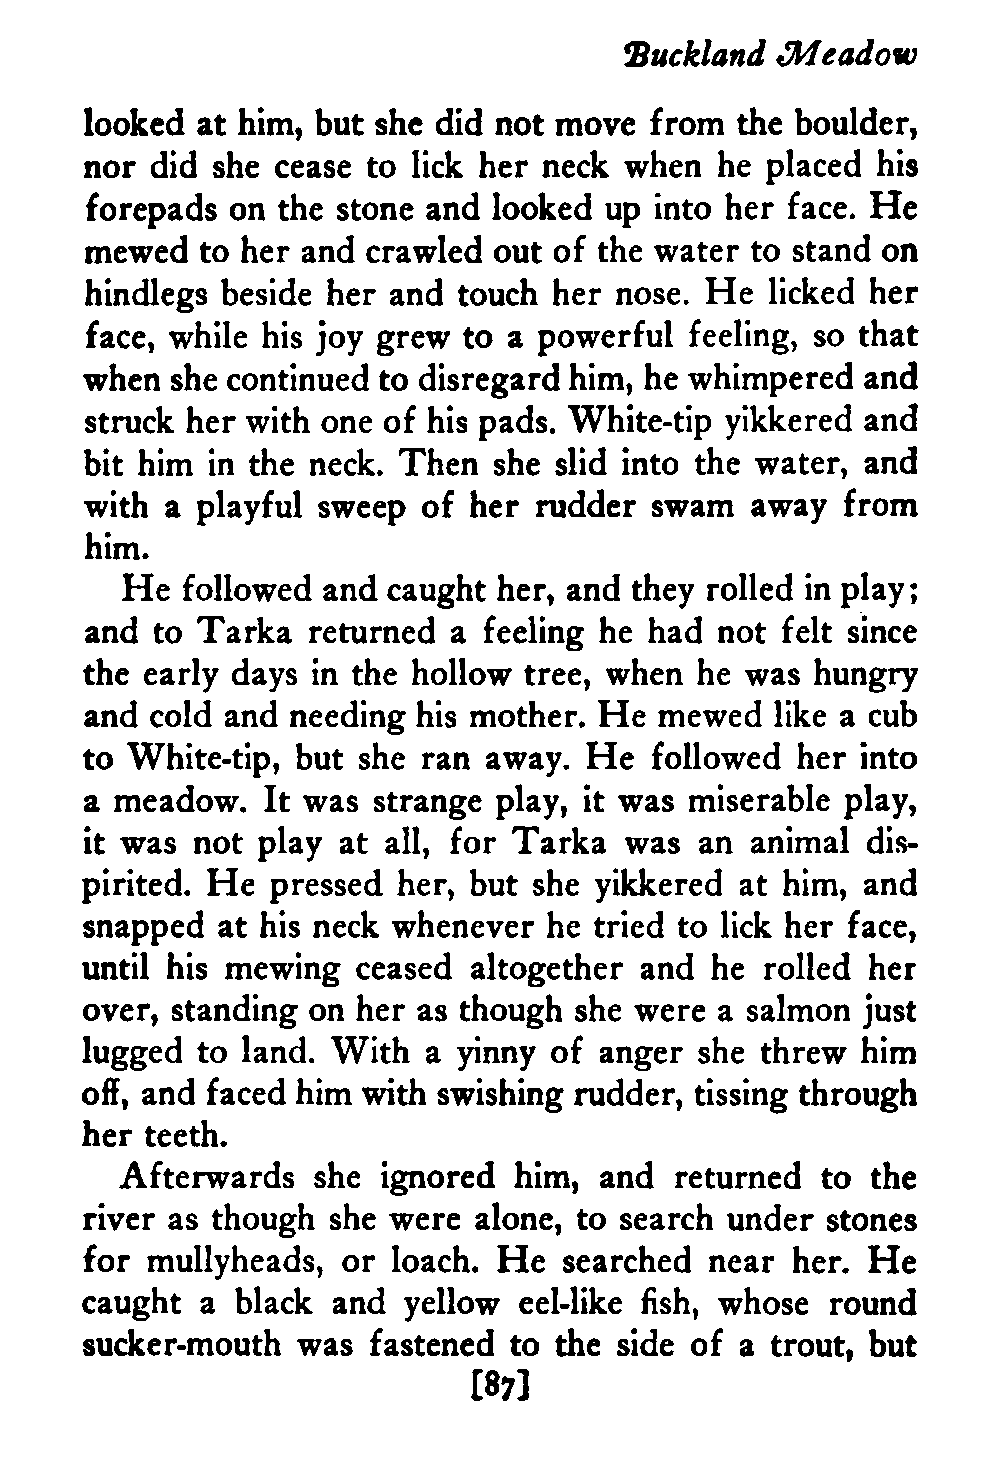 Buckland Meadow
looked at him, but she did not move from the boulder,
nor did she cease to lick her neck when he placed his
forepads on the stone and looked up into her face. He
mewed to her and crawled out of the water to stand on
hindlegs beside her and touch her nose. He licked her
face, while his joy grew to a powerful feeling, so that
when she continued to disregard him, he whimpered and
struck her with one of his pads. White-tip yikkered and
bit him in the neck. Then she slid into the water, and
with a playful sweep of her rudder swam away from
him.
He followed and caught her, and they rolled in play;
and to Tarka returned a feeling he had not felt since
the early days in the hollow tree, when he was hungry
and cold and needing his mother. He mewed like a cub
to White-tip, but she ran away. He followed her into
a meadow. It was strange play, it was miserable play,
it was not play at all, for Tarka was an animal dis-
pirited. He pressed her, but she yikkered at him, and
snapped at his neck whenever he tried to lick her face,
until his mewing ceased altogether and he rolled her
over, standing on her as though she were a salmon just
lugged to land. With a yinny of anger she threw him
off, and faced him with swishing rudder, tissing through
her teeth.
Afterwards she ignored him, and returned to the
river as though she were alone, to search under stones
for mullyheads, or loach. He searched near her. He
caught a black and yellow eel-like fish, whose round
sucker-mouth was fastened to the side of a trout, but
[87]